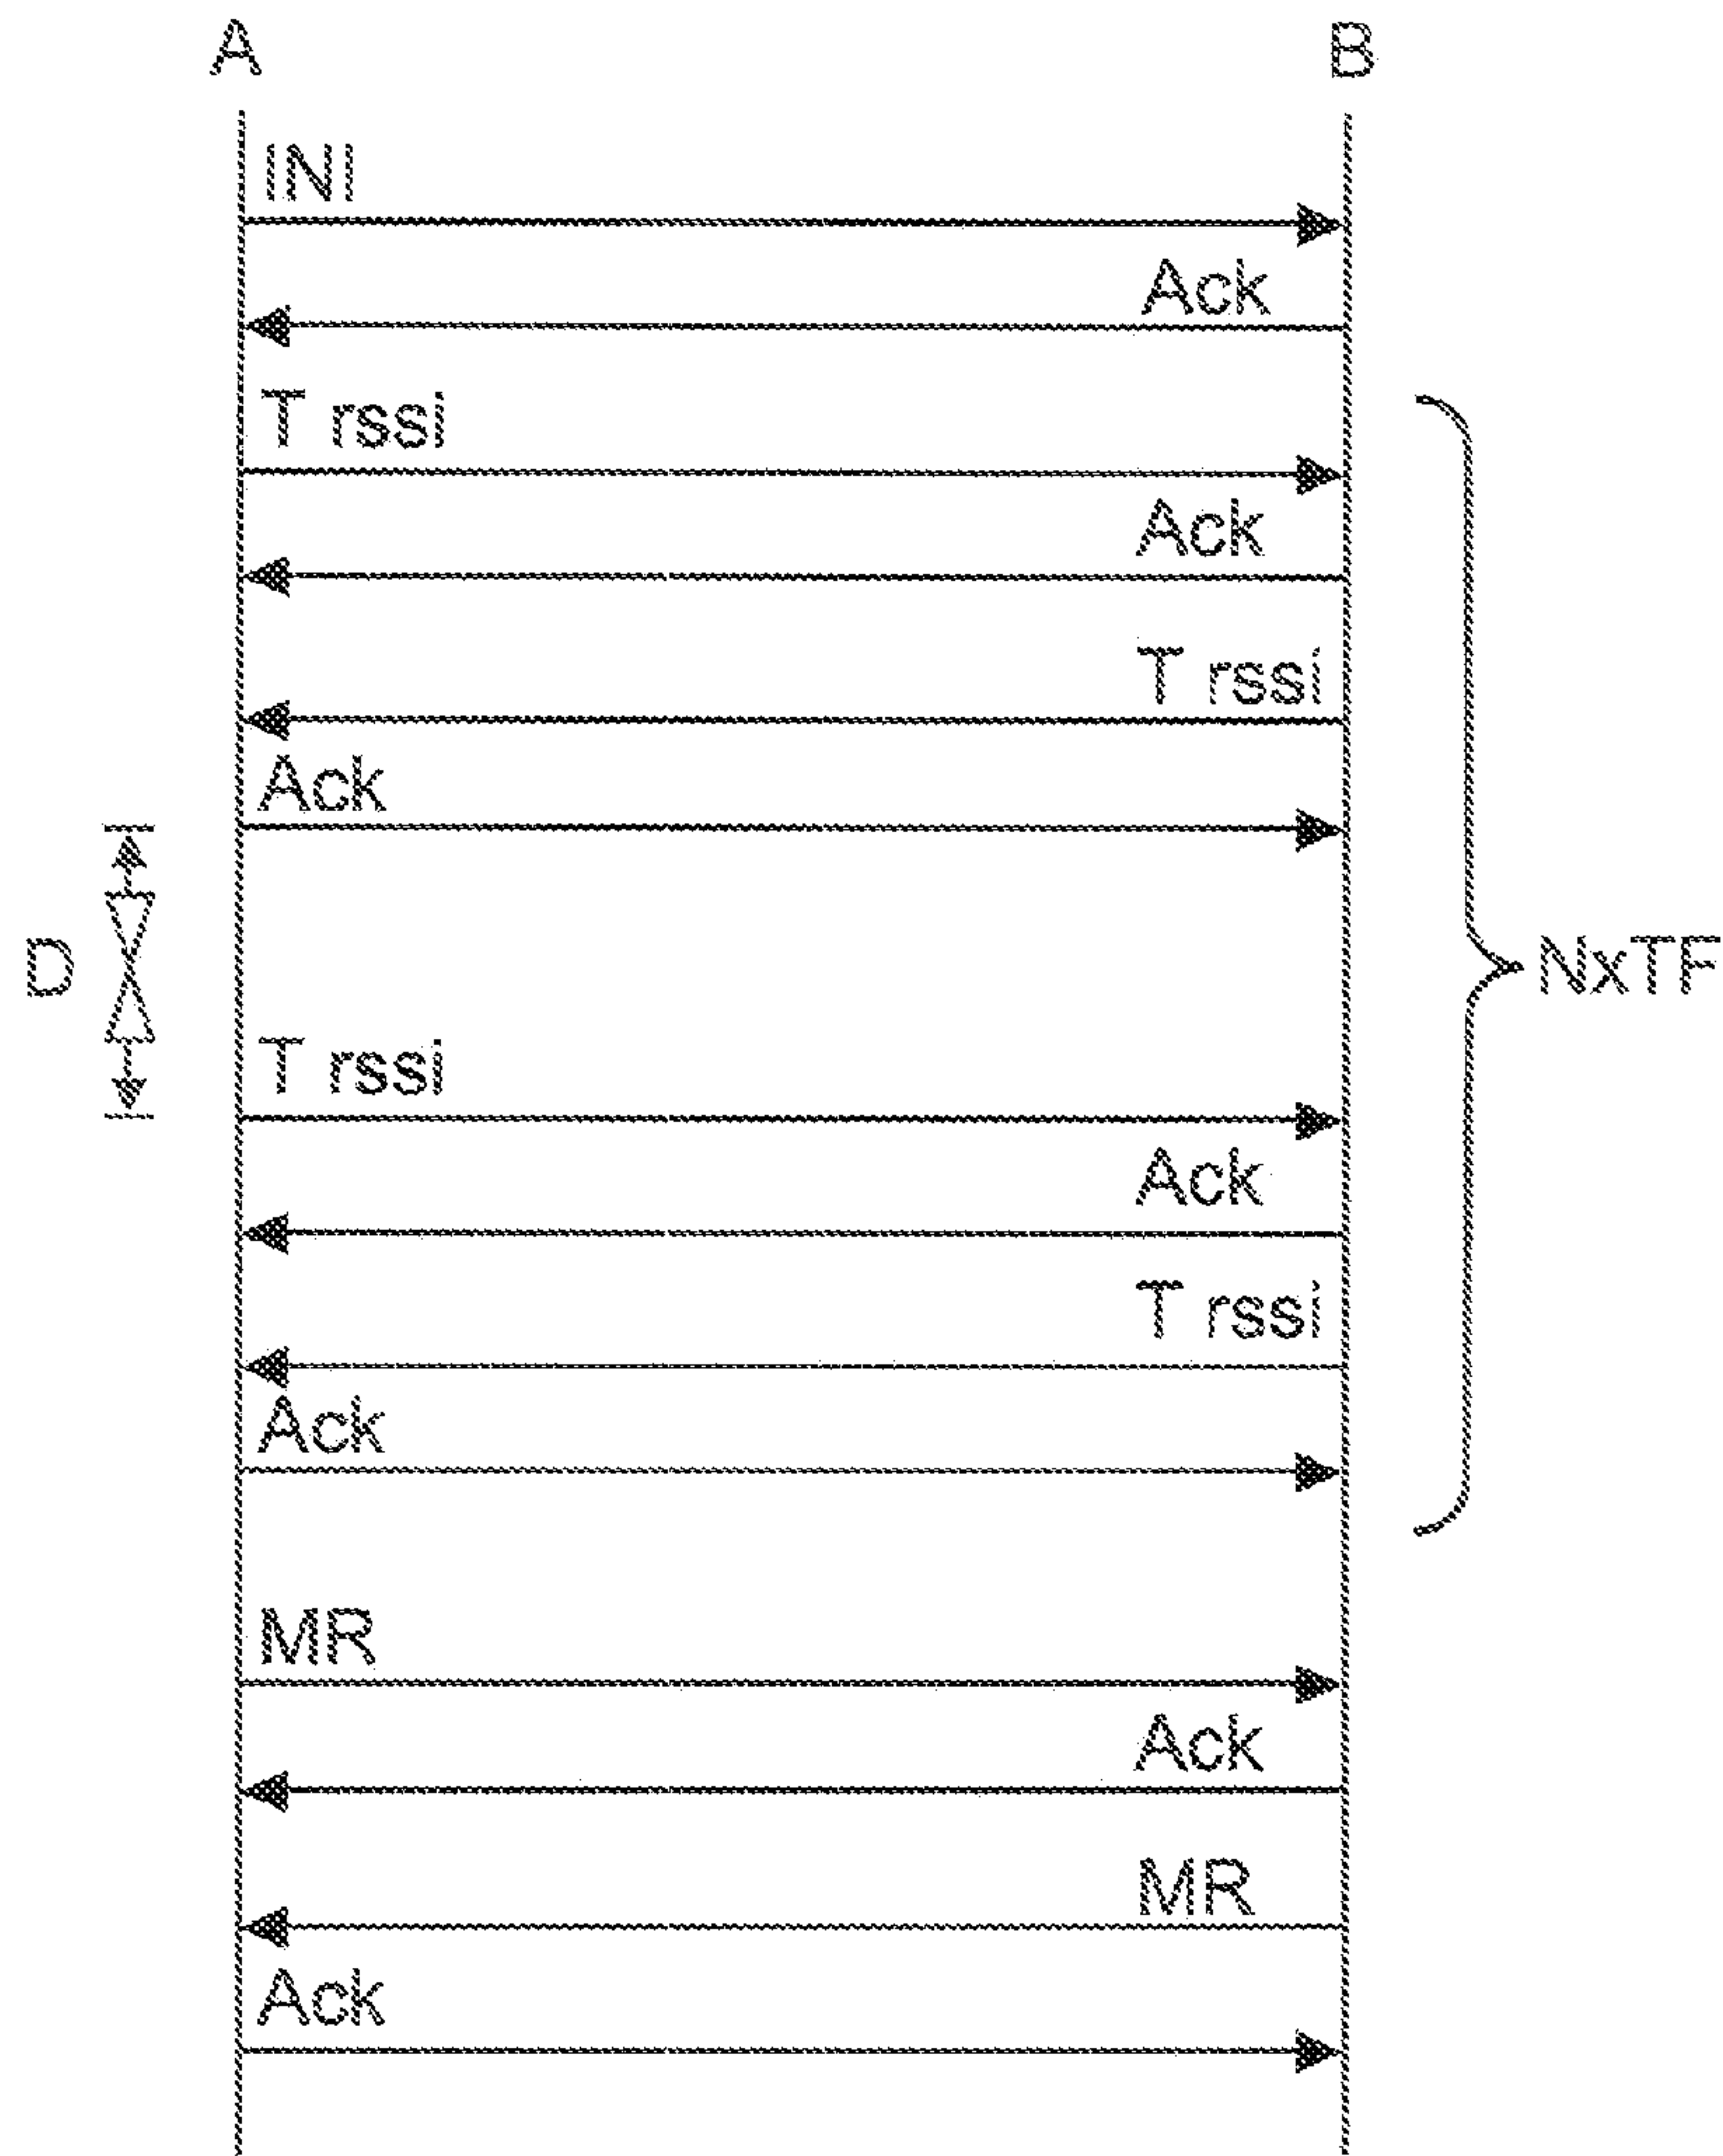 A
B
INI
Ack
T rssi
Ack
T rssi
Ack
D
NxTF
T rssi
Ack
T rssi
Ack
MR
Ack
MR
Ack